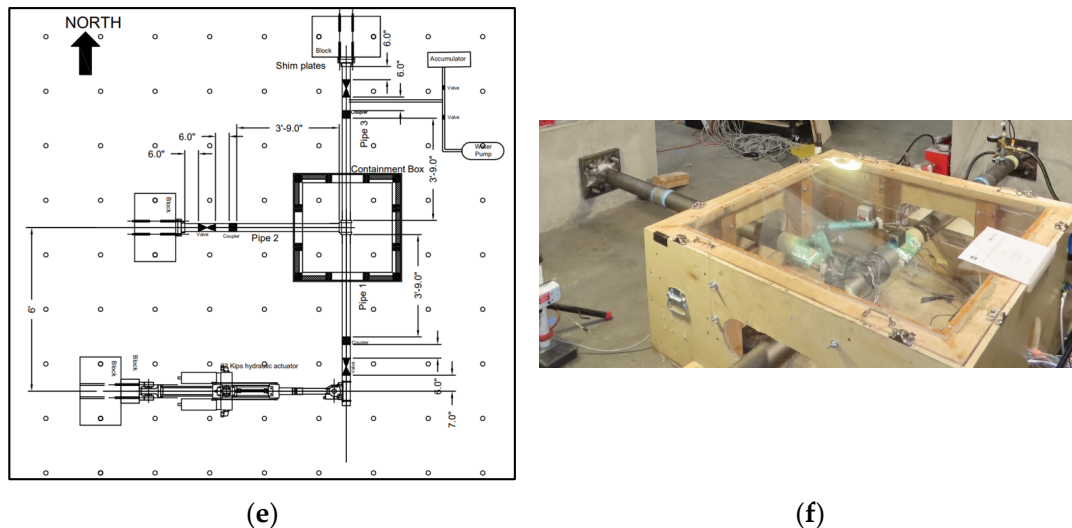 NORTH
Block
Shim plates
6.0"
6.0"
Accumulator
Valve
Coupler
Valve
Pipe 3
Water
Pump
3'-9.0"
6.0"
6.0"
3'-9.0"
Containment Box
Block
Valve
Coupler
Pipe 2
Pipe 1
3'-9.0"
6'
Coupler
Valve
Block
Block
Kips hydraulic actuator
6.0"
7.0"
(e)
(f)